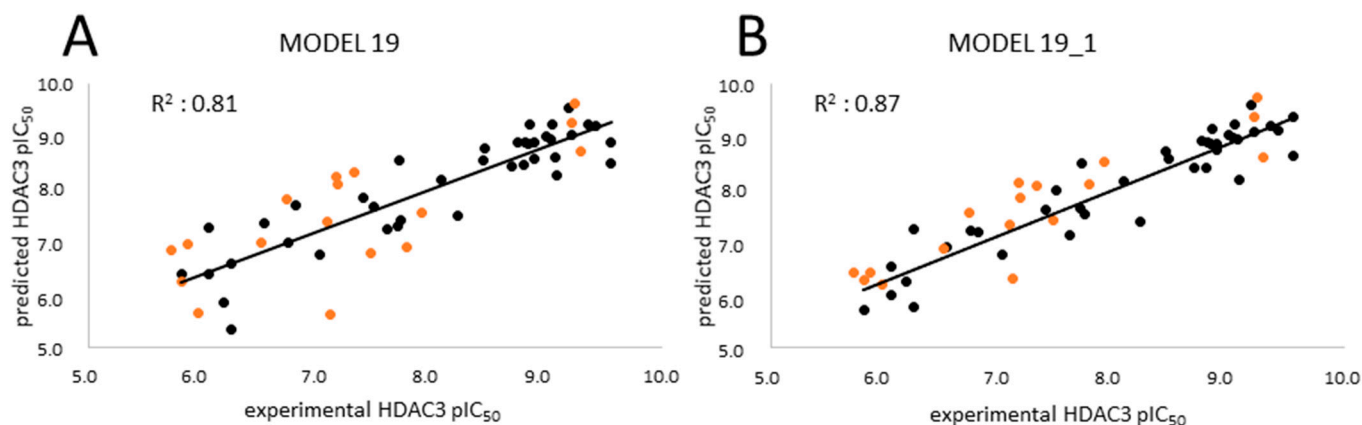 A
MODEL 19
R² : 0.81
predicted HDAC3 pIC₅₀
10.0
9.0
8.0
7.0
6.0
5.0
5.0 6.0 7.0 8.0 9.0 10.0
experimental HDAC3 pIC₅₀
B
MODEL 19_1
R² : 0.87
predicted HDAC3 pIC₅₀
10.0
9.0
8.0
7.0
6.0
5.0
5.0 6.0 7.0 8.0 9.0 10.0
experimental HDAC3 pIC₅₀